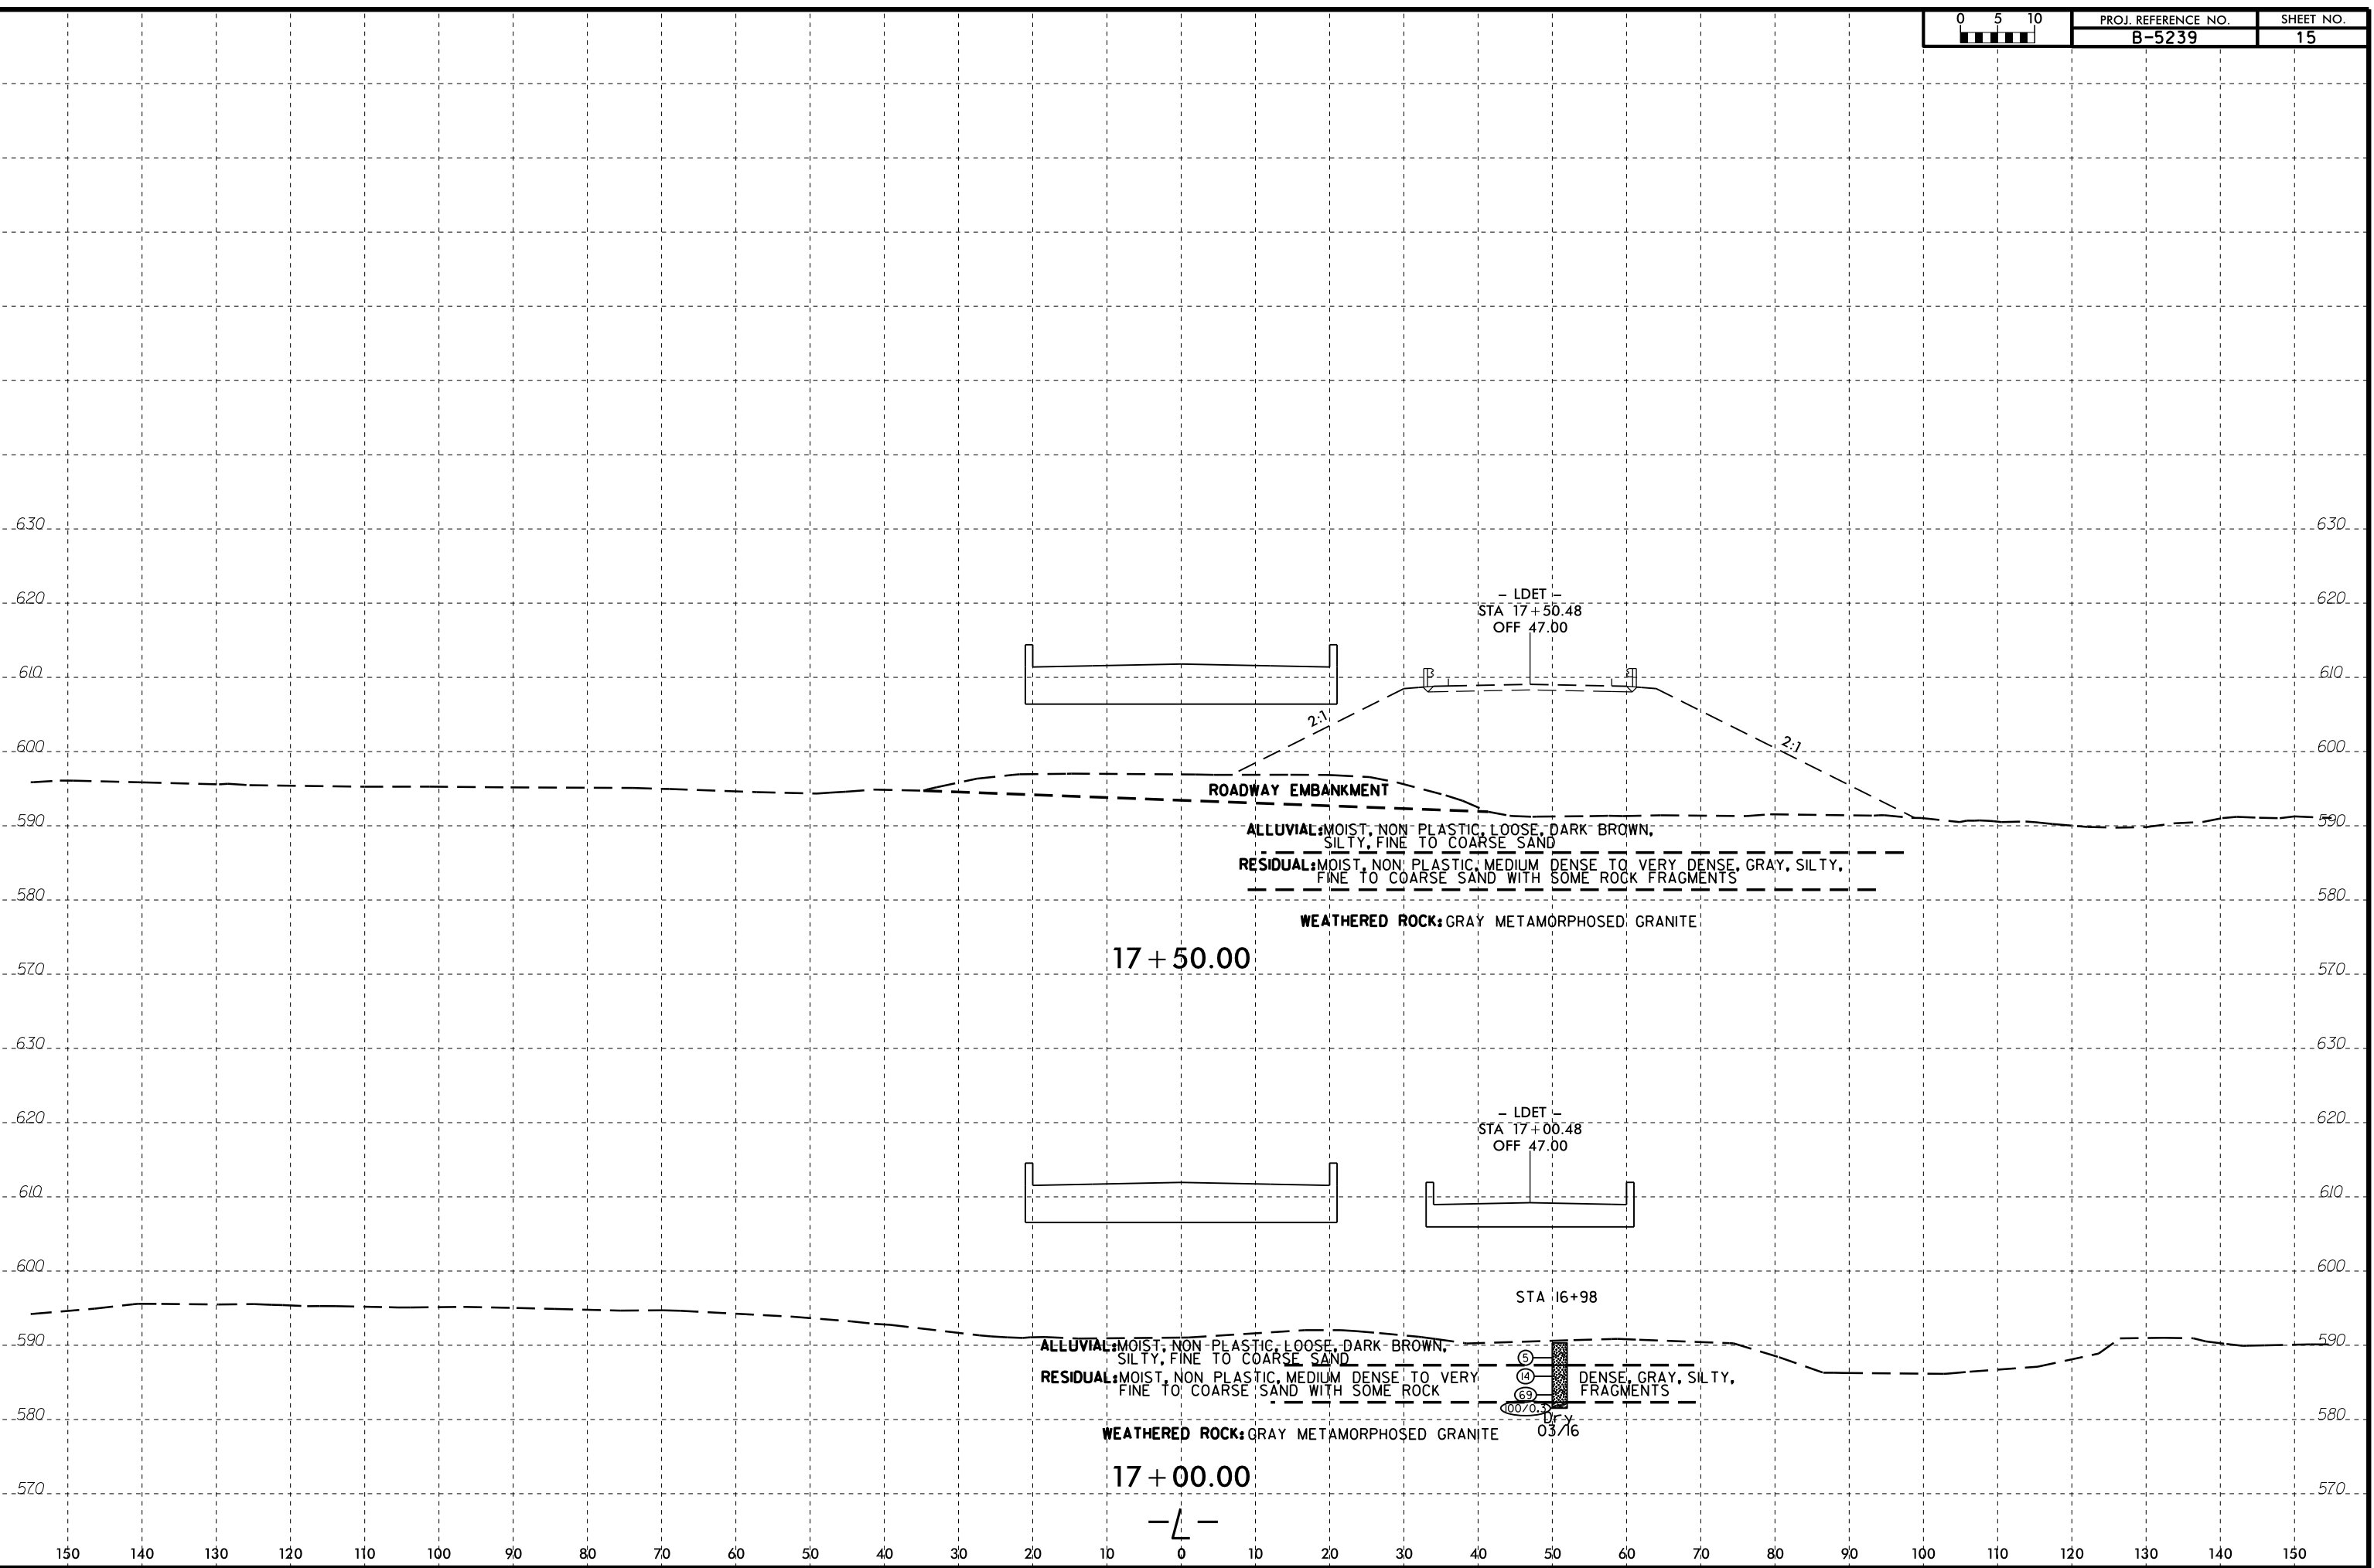 0 5 10
PROJ. REFERENCE NO.
SHEET NO.
B-5239
15
630 630
- LDET -
620 620
STA 17+50.48
OFF 47.00
610 610
2:1
2:1
600 600
ROADWAY EMBANKMENT
590 590
ALLUVIAL: MOIST, NON PLASTIC, LOOSE, DARK BROWN,
SILTY, FINE TO COARSE SAND
RESIDUAL: MOIST, NON PLASTIC, MEDIUM DENSE TO VERY DENSE, GRAY, SILTY,
FINE TO COARSE SAND WITH SOME ROCK FRAGMENTS
580 580
WEATHERED ROCK: GRAY METAMORPHOSED GRANITE
17+50.00
570 570
630 630
- LDET -
620 620
STA 17+00.48
OFF 47.00
610 610
600 600
STA 16+98
590 590
ALLUVIAL: MOIST, NON PLASTIC, LOOSE, DARK BROWN,
SILTY, FINE TO COARSE SAND
5
RESIDUAL: MOIST, NON PLASTIC, MEDIUM DENSE TO VERY DENSE, GRAY, SILTY,
14
FINE TO COARSE SAND WITH SOME ROCK FRAGMENTS
69
100/0.3
580 580
Dry
03/16
WEATHERED ROCK: GRAY METAMORPHOSED GRANITE
17+00.00
570 570
-L-
150 140 130 120 110 100 90 80 70 60 50 40 30 20 10 0 10 20 30 40 50 60 70 80 90 100 110 120 130 140 150